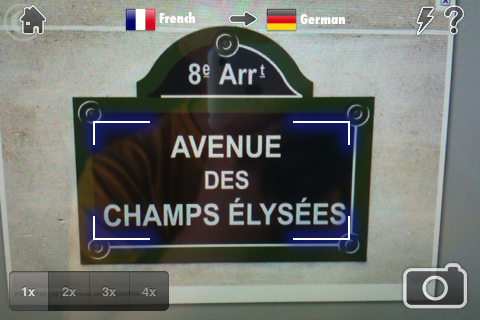 French
German
8e Arrt
AVENUE
DES
CHAMPS ÉLYSÉES
1x 2x 3x 4x